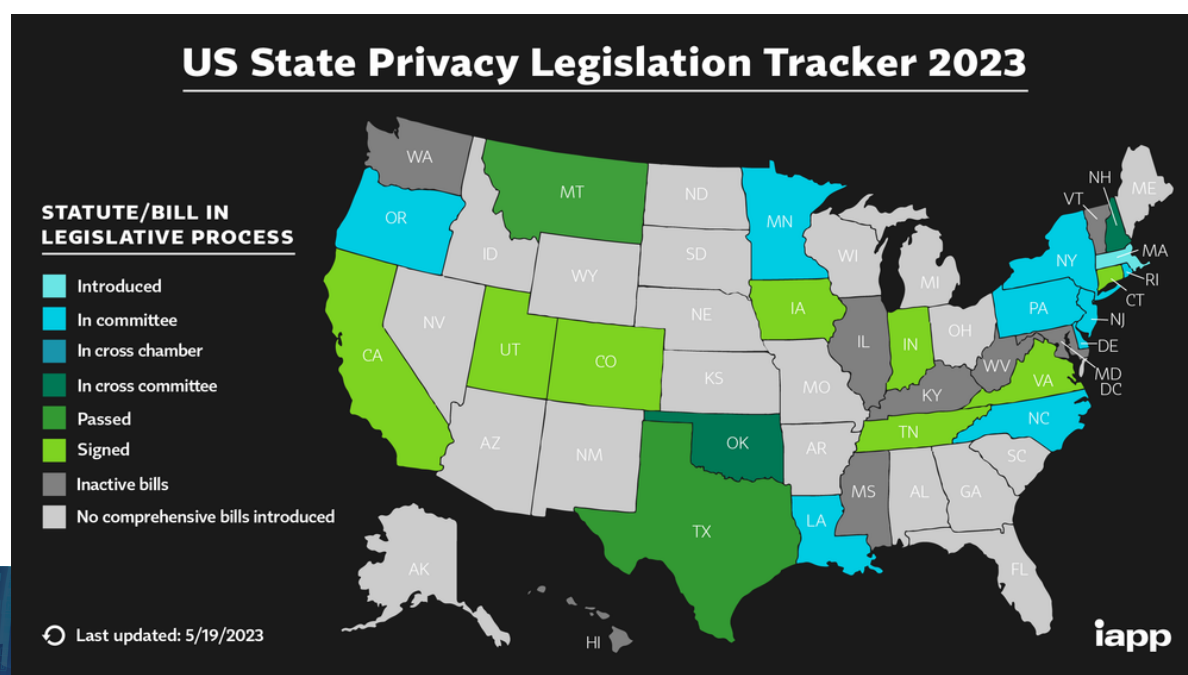 US State Privacy Legislation Tracker 2023
STATUTE/BILL IN
LEGISLATIVE PROCESS
Introduced
In committee
In cross chamber
In cross committee
Passed
Signed
Inactive bills
No comprehensive bills introduced
WA
OR
CA
ID
NV
MT
WY
UT
CO
AZ
NM
ND
SD
NE
KS
OK
TX
MN
IA
MO
AR
LA
WI
IL
MS
MI
IN
KY
TN
AL
OH
WV
GA
FL
SC
NC
VA
PA
NY
VT
NH
ME
MA
RI
CT
NJ
DE
MD
DC
AK
HI
Last updated: 5/19/2023
iapp